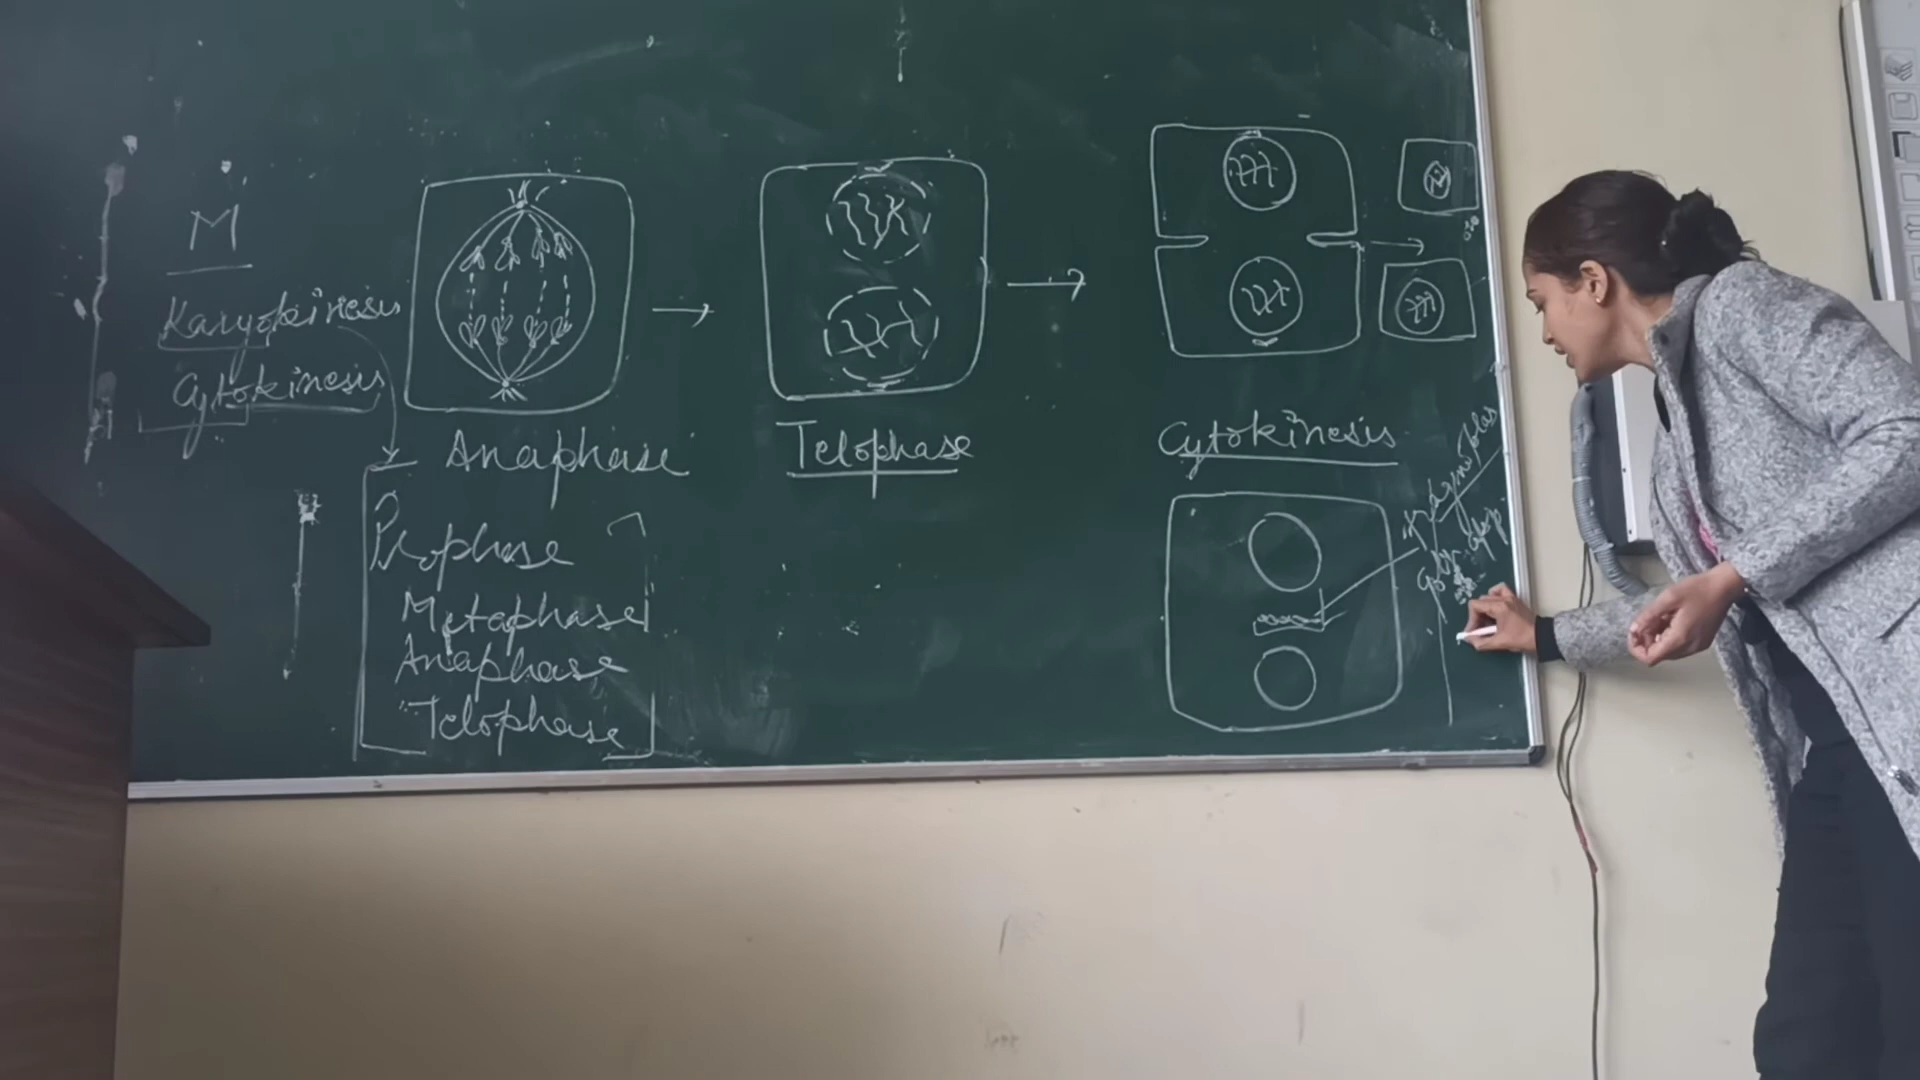 M
Karyokinesis
Cytokinesis
Anaphase
Telophase
Cytokinesis
Prophase
Metaphase
Anaphase
Telophase